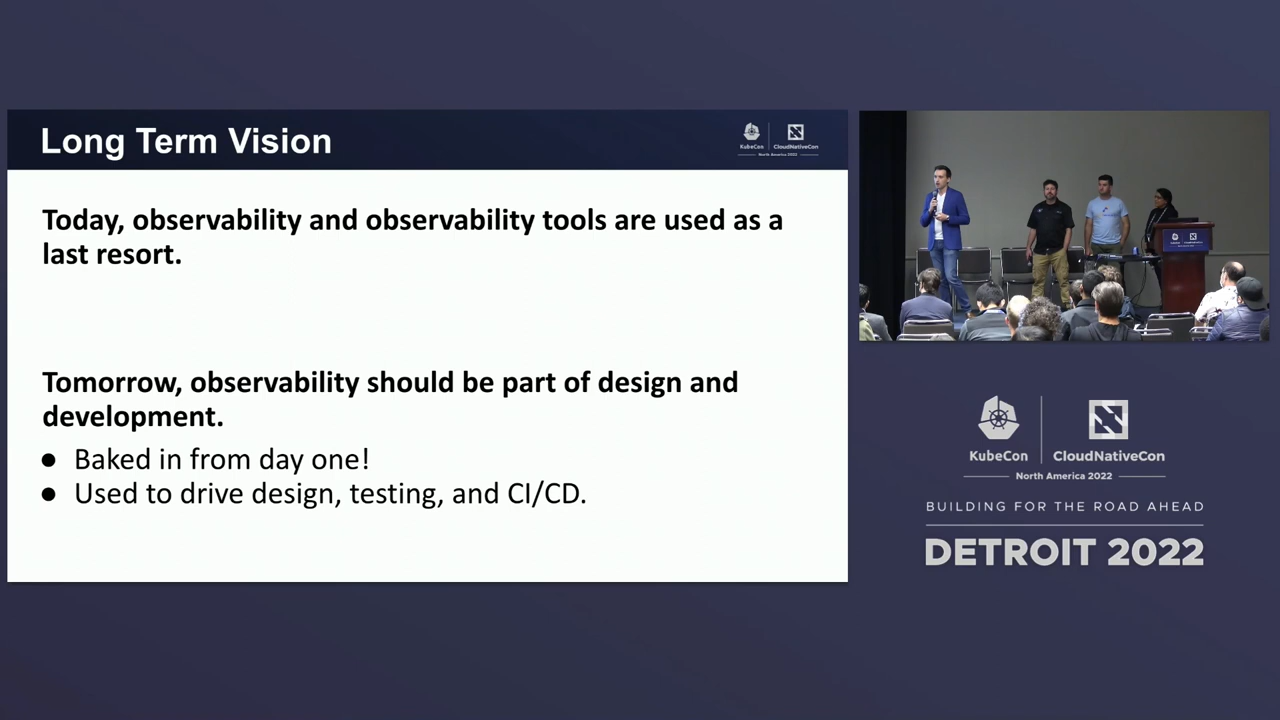 Long Term Vision
KubeCon
CloudNativeCon
North America 2022
Today, observability and observability tools are used as a
last resort.
Tomorrow, observability should be part of design and
development.
● Baked in from day one!
● Used to drive design, testing, and CI/CD.
KubeCon
CloudNativeCon
North America 2022
BUILDING FOR THE ROAD AHEAD
DETROIT 2022